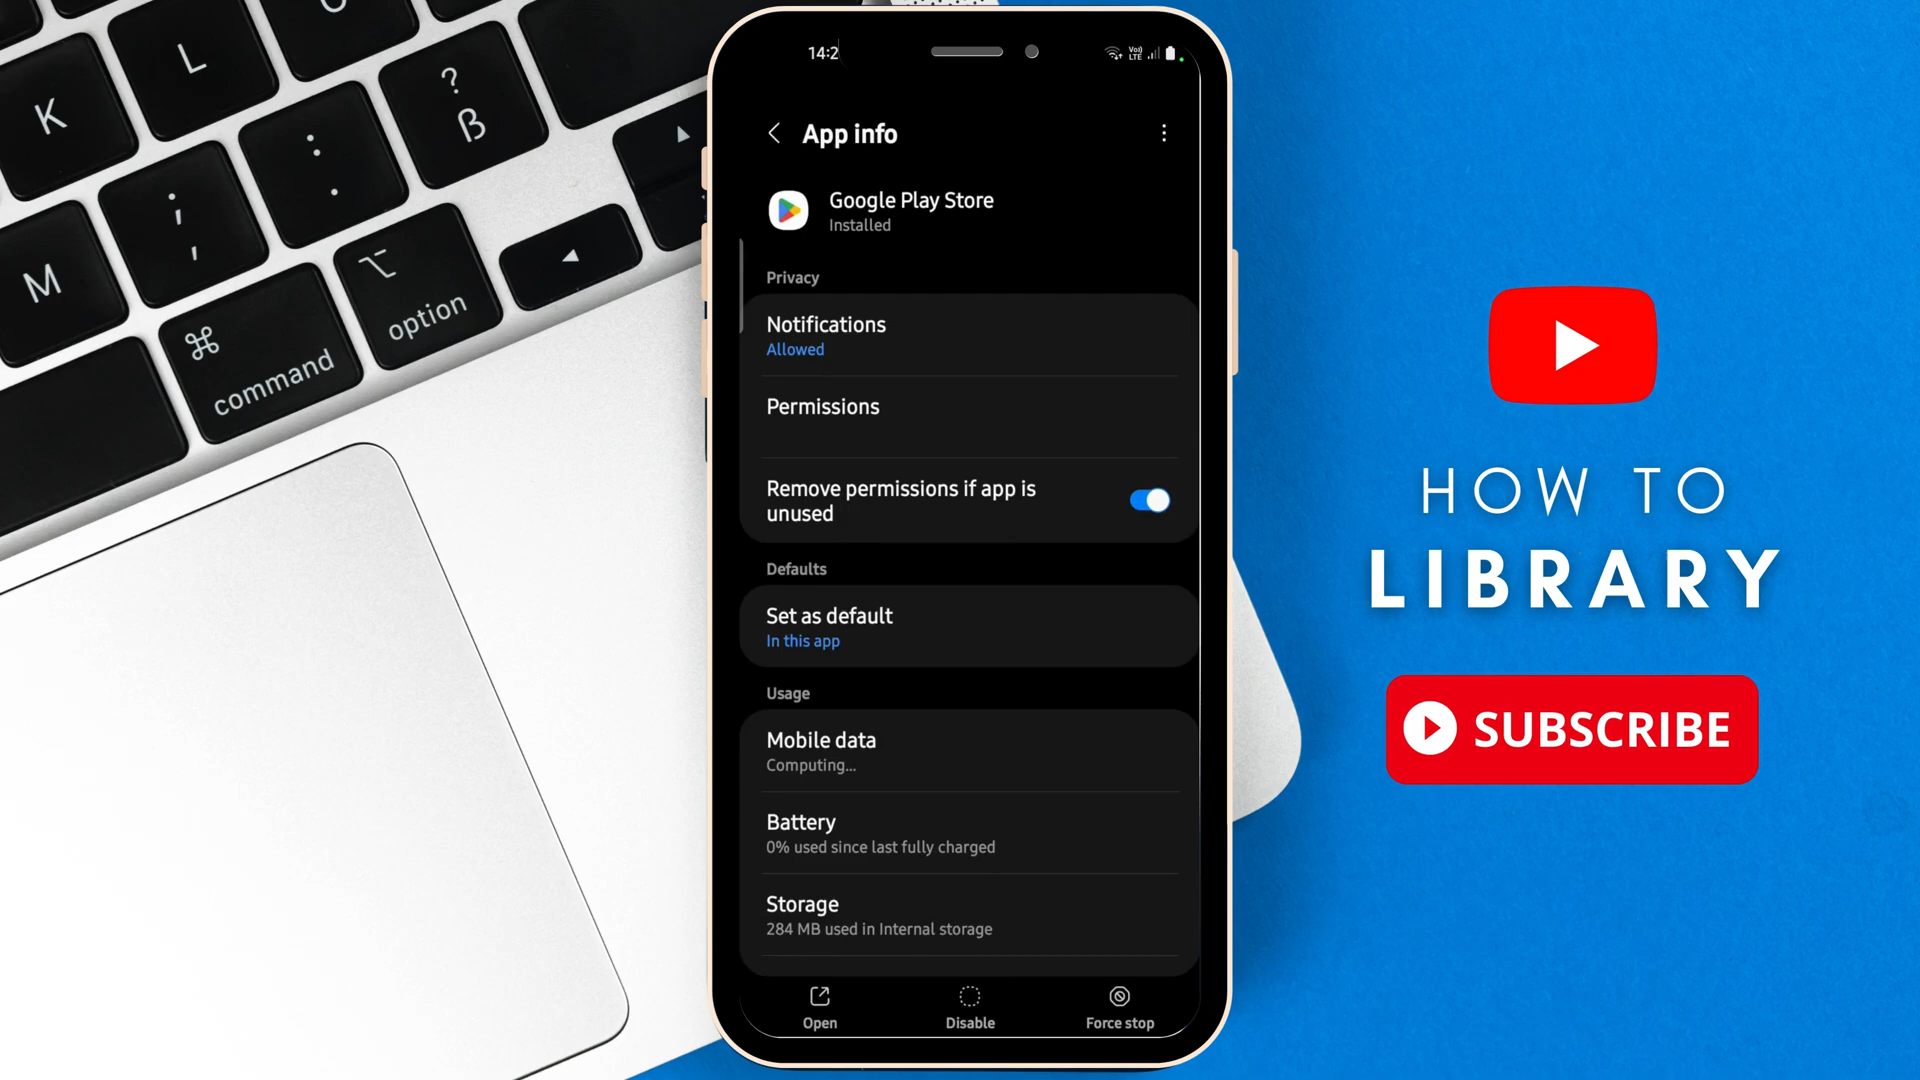 K
L
?
ß
:
.
;
,
M
⌘
command
⌥
option
14:2
Vo))
LTE
App info
Google Play Store
Installed
Privacy
Notifications
Allowed
Permissions
Remove permissions if app is
unused
Defaults
Set as default
In this app
Usage
Mobile data
Computing...
Battery
0% used since last fully charged
Storage
284 MB used in Internal storage
Open
Disable
Force stop
HOW TO
LIBRARY
SUBSCRIBE